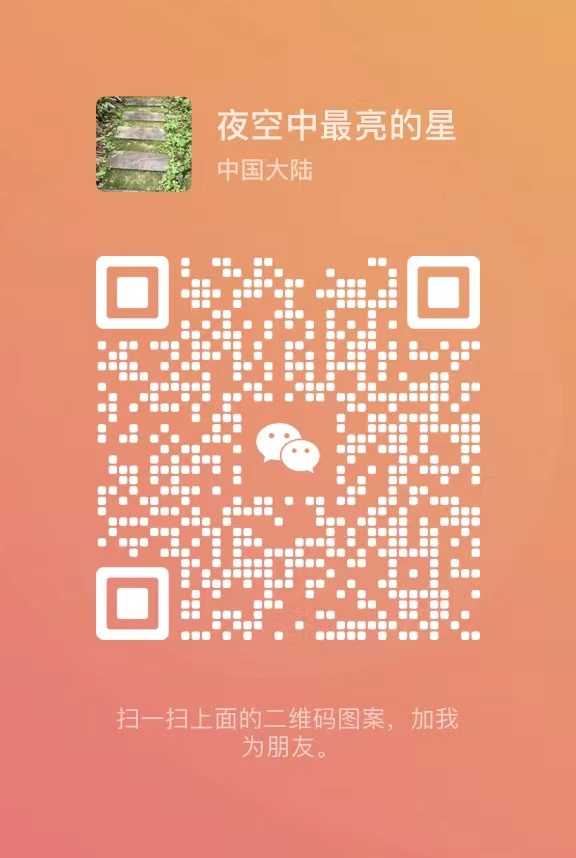 夜空中最亮的星
中国大陆
扫一扫上面的二维码图案，加我
为朋友。